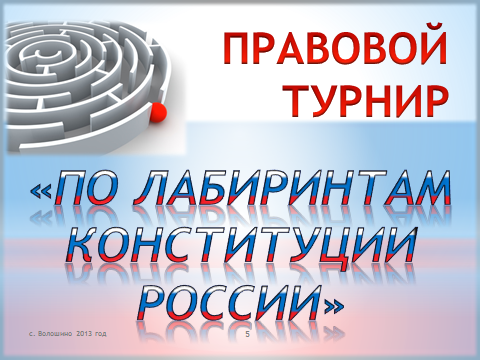 ПРАВОВОЙ
ТУРНИР
«ПО ЛАБИРИНТАМ
КОНСТИТУЦИИ
РОССИИ»
с. Волошино 2013 год
5